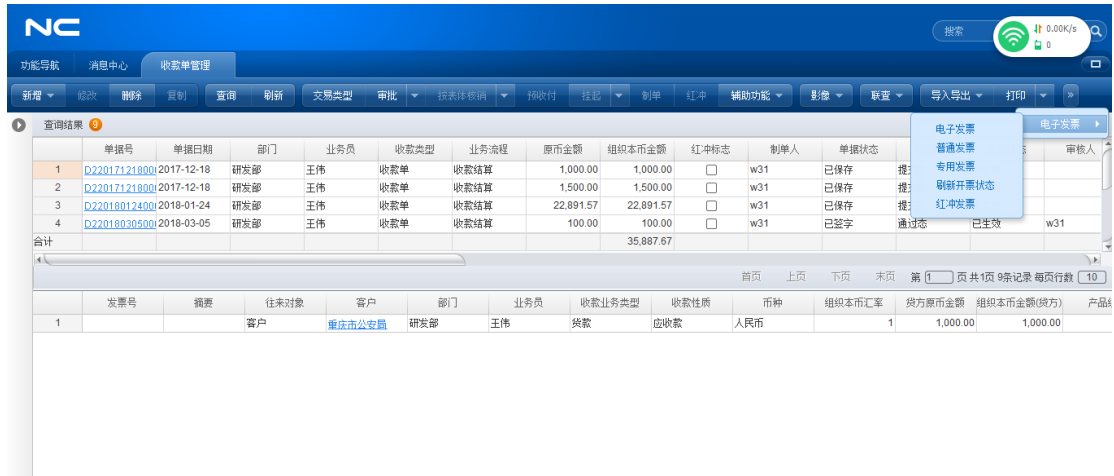 NC
搜索
0.00K/s
0
功能导航 消息中心 收款单管理
新增 修改 删除 复制 查询 刷新 交易类型 审批 按表体核销 预收付 挂起 制单 红冲 辅助功能 影像 联查 导入导出 打印 »
电子发票
电子发票
普通发票
专用发票
刷新开票状态
红冲发票
查询结果 9
单据号 单据日期 部门 业务员 收款类型 业务流程 原币金额 组织本币金额 红冲标志 制单人 单据状态 审核人
1 D220171218000 2017-12-18 研发部 王伟 收款单 收款结算 1,000.00 1,000.00 w31 已保存
2 D220171218000 2017-12-18 研发部 王伟 收款单 收款结算 1,500.00 1,500.00 w31 已保存
3 D220180124000 2018-01-24 研发部 王伟 收款单 收款结算 22,891.57 22,891.57 w31 已保存
4 D220180305000 2018-03-05 研发部 王伟 收款单 收款结算 100.00 100.00 w31 已签字 通过态 已生效 w31
合计 35,887.67
首页 上页 下页 末页 第 1 页 共1页 9条记录 每页行数 10
发票号 摘要 往来对象 客户 部门 业务员 收款业务类型 收款性质 币种 组织本币汇率 贷方原币金额 组织本币金额(贷方)
1 客户 重庆市公安局 研发部 王伟 货款 应收款 人民币 1 1,000.00 1,000.00